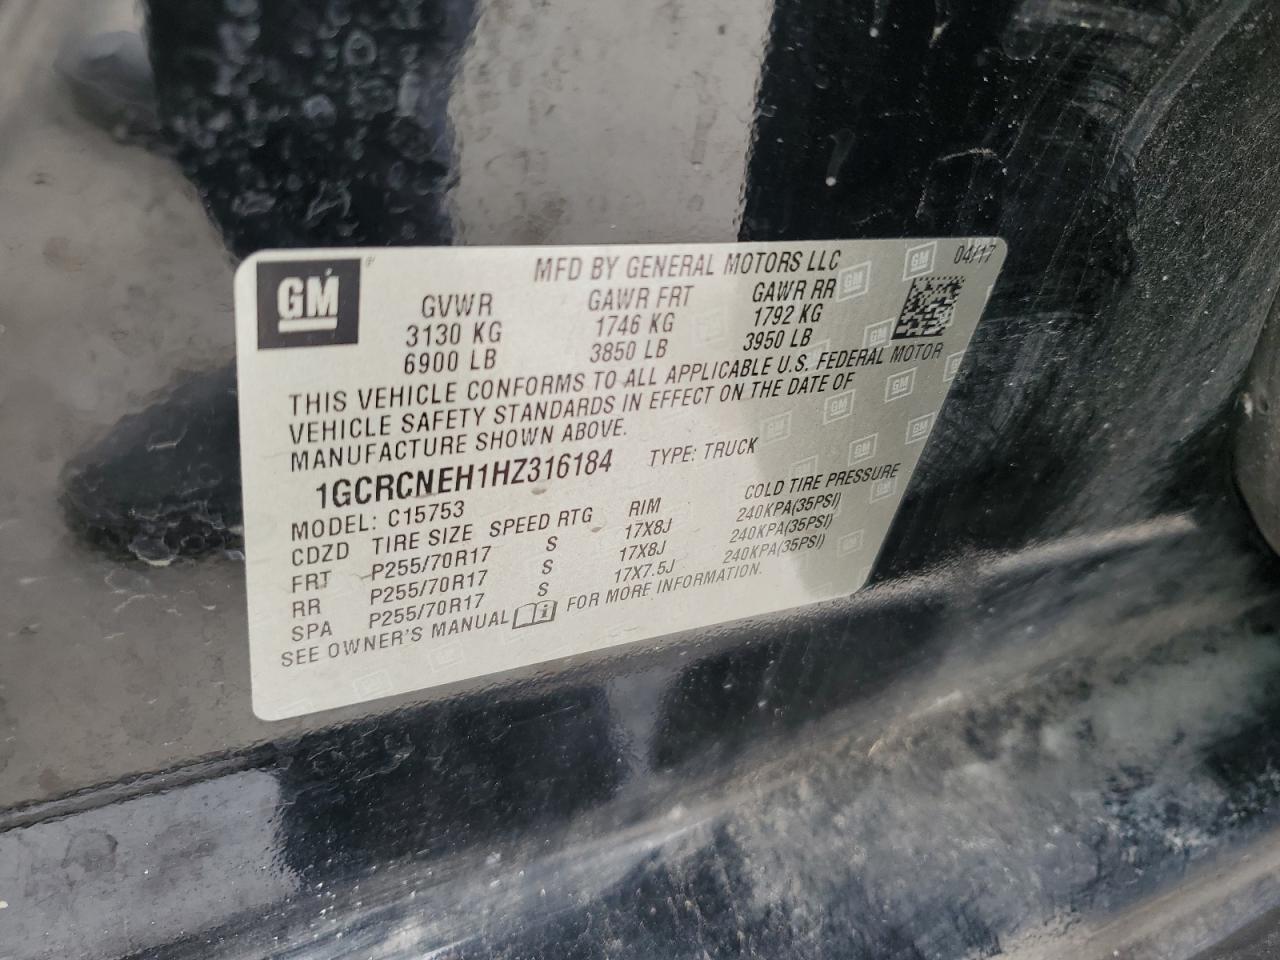 GM
MFD BY GENERAL MOTORS LLC 04/17
GVWR GAWR FRT GAWR RR
3130 KG 1746 KG 1792 KG
6900 LB 3850 LB 3950 LB
THIS VEHICLE CONFORMS TO ALL APPLICABLE U.S. FEDERAL MOTOR
VEHICLE SAFETY STANDARDS IN EFFECT ON THE DATE OF
MANUFACTURE SHOWN ABOVE.
1GCRCNEH1HZ316184 TYPE: TRUCK
MODEL: C15753
CDZD TIRE SIZE SPEED RTG RIM COLD TIRE PRESSURE
FRT P255/70R17 S 17X8J 240KPA(35PSI)
RR P255/70R17 S 17X8J 240KPA(35PSI)
SPA P255/70R17 S 17X7.5J 240KPA(35PSI)
SEE OWNER'S MANUAL FOR MORE INFORMATION.